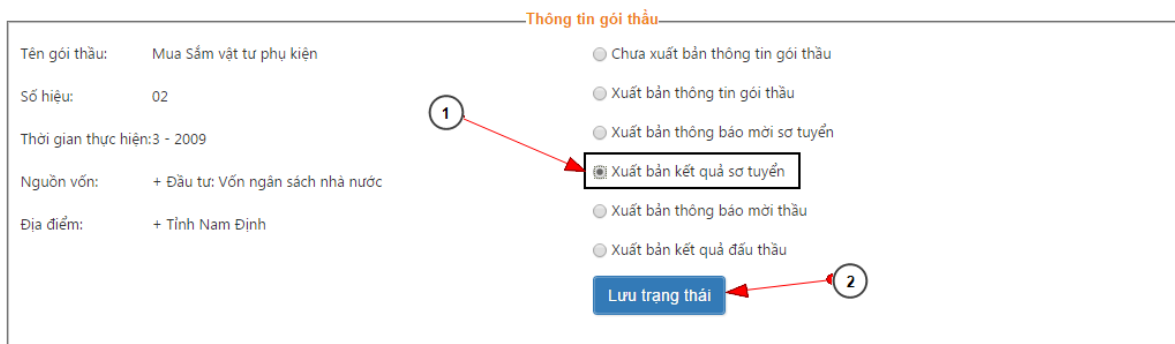 Thông tin gói thầu
Tên gói thầu: Mua Sắm vật tư phụ kiện
Số hiệu: 02
Thời gian thực hiện:3 - 2009
Nguồn vốn: + Đầu tư: Vốn ngân sách nhà nước
Địa điểm: + Tỉnh Nam Định
Chưa xuất bản thông tin gói thầu
Xuất bản thông tin gói thầu
1
Xuất bản thông báo mời sơ tuyển
Xuất bản kết quả sơ tuyển
Xuất bản thông báo mời thầu
Xuất bản kết quả đấu thầu
Lưu trạng thái
2